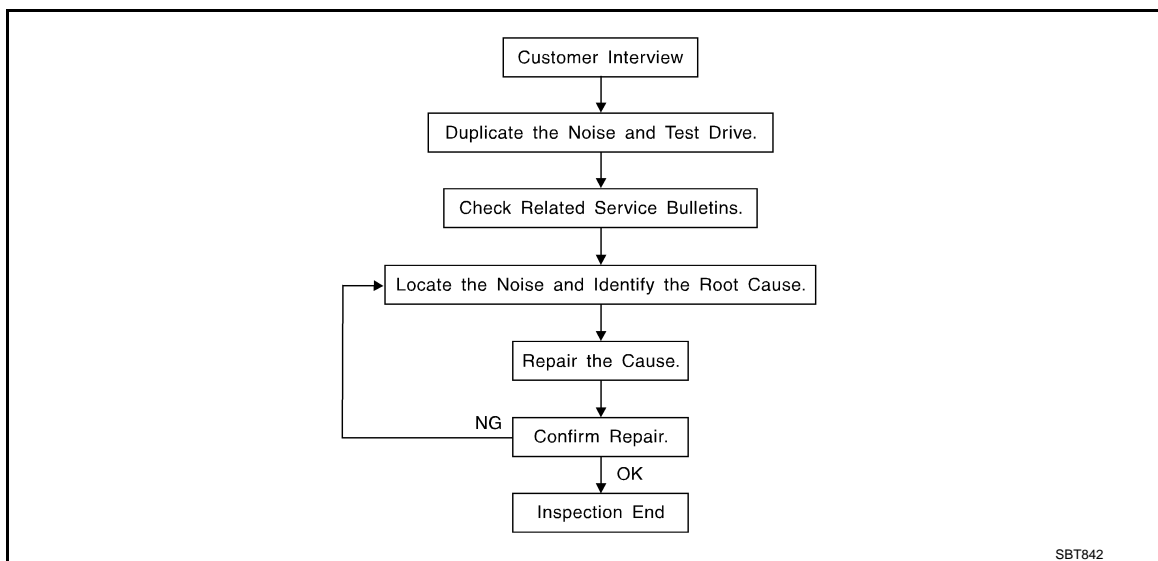 Customer Interview
Duplicate the Noise and Test Drive.
Check Related Service Bulletins.
Locate the Noise and Identify the Root Cause.
Repair the Cause.
NG
Confirm Repair.
OK
Inspection End
SBT842